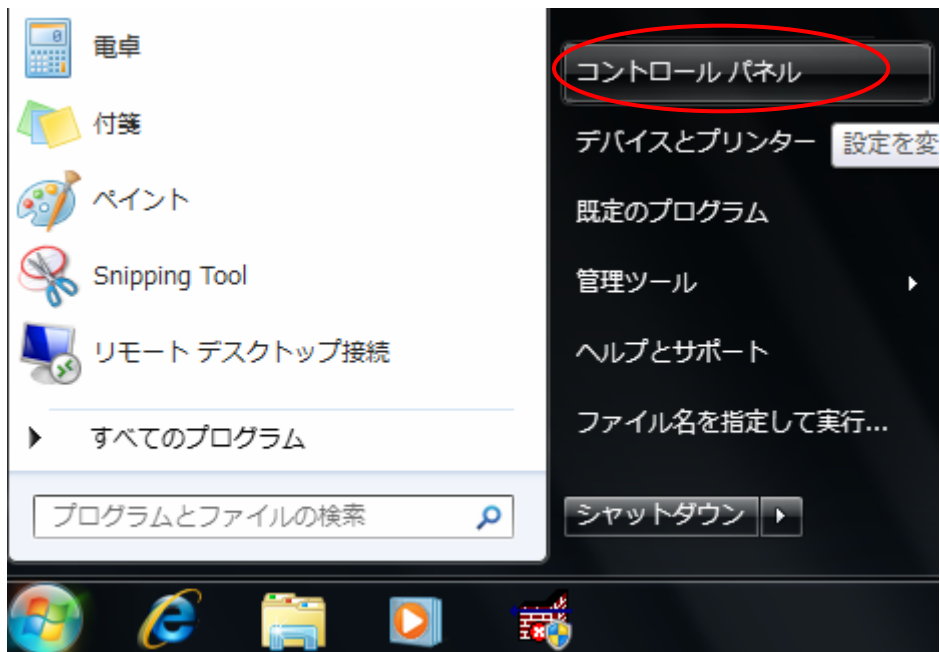 電卓
付箋
ペイント
Snipping Tool
リモート デスクトップ接続
すべてのプログラム
プログラムとファイルの検索
コントロール パネル
デバイスとプリンター
設定を変
既定のプログラム
管理ツール
ヘルプとサポート
ファイル名を指定して実行...
シャットダウン